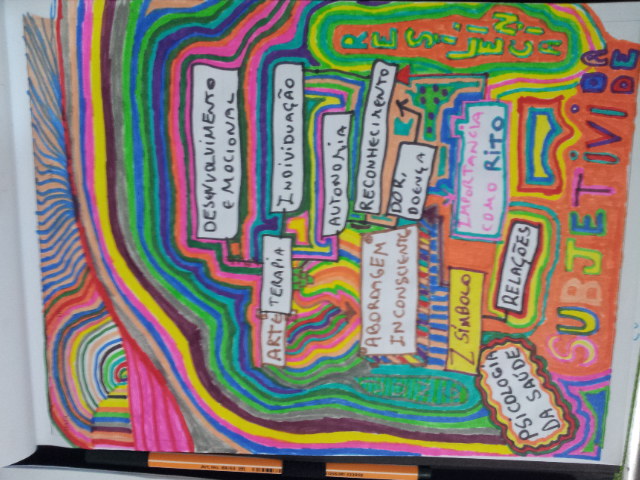 DESENVOLVIMENTO
EMOCIONAL
ARTE TERAPIA
INDIVIDUAÇÃO
AUTONOMIA
RECONHECIMENTO
DOR,
DOENÇA
ABORDAGEM
INCONSCIENTE
SÍMBOLO
IMPORTANCIA
COMO RITO
RELAÇÕES
PSICOLOGIA
DA SAÚDE
RESILIÊNCIA
SUBJETIVIDADE